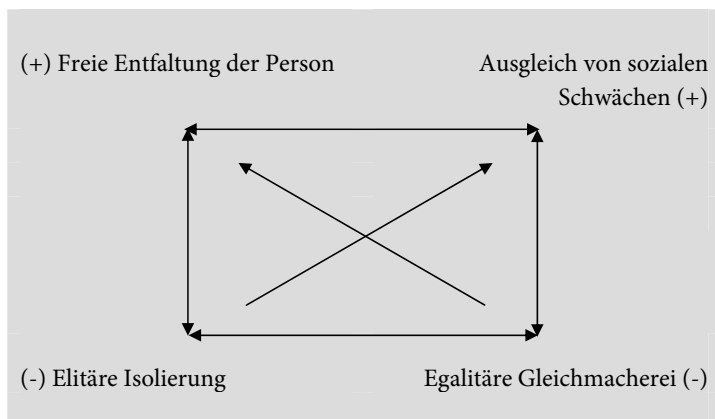 (+) Freie Entfaltung der Person
Ausgleich von sozialen
Schwächen (+)
(-) Elitäre Isolierung
Egalitäre Gleichmacherei (-)